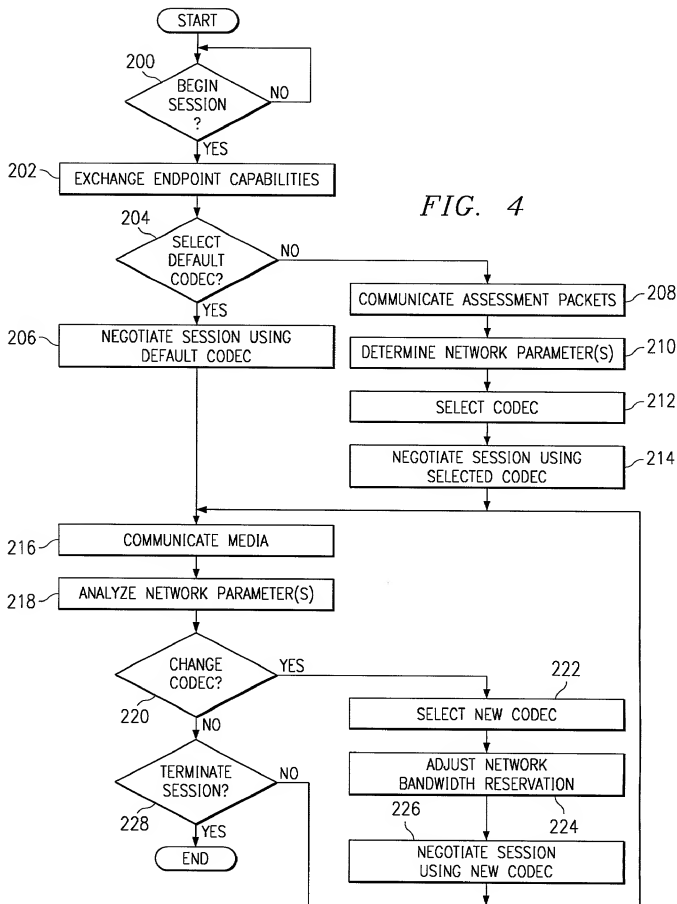 START
200
BEGIN
SESSION
?
NO
YES
202
EXCHANGE ENDPOINT CAPABILITIES
FIG. 4
204
SELECT
DEFAULT
CODEC?
NO
YES
206
NEGOTIATE SESSION USING
DEFAULT CODEC
COMMUNICATE ASSESSMENT PACKETS
208
DETERMINE NETWORK PARAMETER(S)
210
SELECT CODEC
212
NEGOTIATE SESSION USING
SELECTED CODEC
214
216
COMMUNICATE MEDIA
218
ANALYZE NETWORK PARAMETER(S)
CHANGE
CODEC?
YES
220
NO
222
SELECT NEW CODEC
ADJUST NETWORK
BANDWIDTH RESERVATION
224
226
NEGOTIATE SESSION
USING NEW CODEC
TERMINATE
SESSION?
NO
228
YES
END